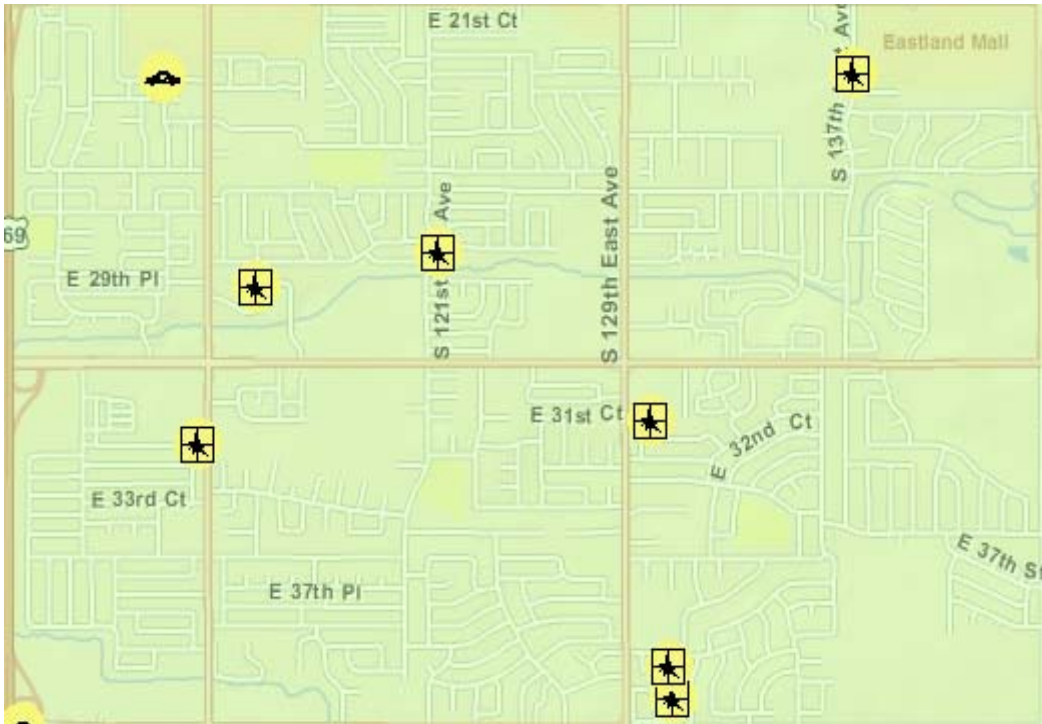 E 21st Ct
Eastland Mall
S 137th t Ave
S 121st Ave
S 129th East Ave
69
E 29th Pl
E 31st Ct
E 32nd Ct
E 33rd Ct
E 37th St
E 37th Pl